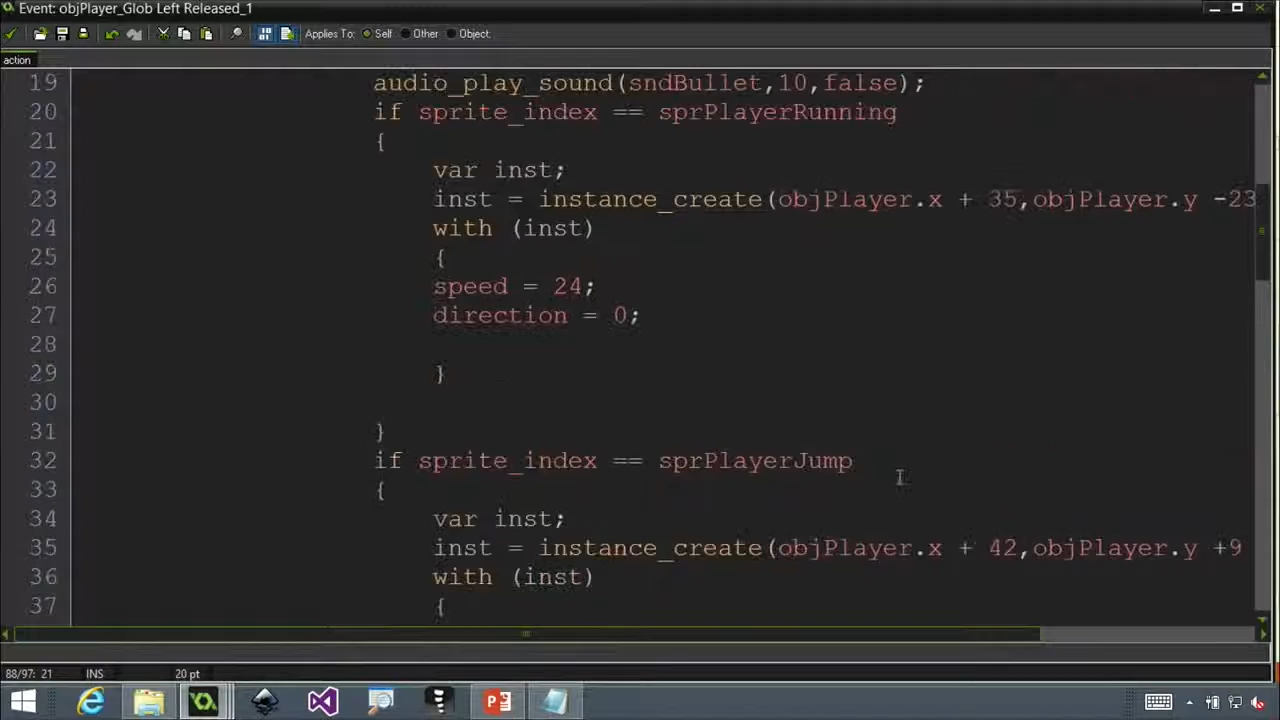 Event: objPlayer_Glob Left Released_1
Applies To: Self Other Object
action
19 audio_play_sound(sndBullet,10,false);
20 if sprite_index == sprPlayerRunning
21 {
22 var inst;
23 inst = instance_create(objPlayer.x + 35,objPlayer.y -23
24 with (inst)
25 {
26 speed = 24;
27 direction = 0;
28
29 }
30
31 }
32 if sprite_index == sprPlayerJump
33 {
34 var inst;
35 inst = instance_create(objPlayer.x + 42,objPlayer.y +9
36 with (inst)
37 {
88/97: 21 INS 20 pt